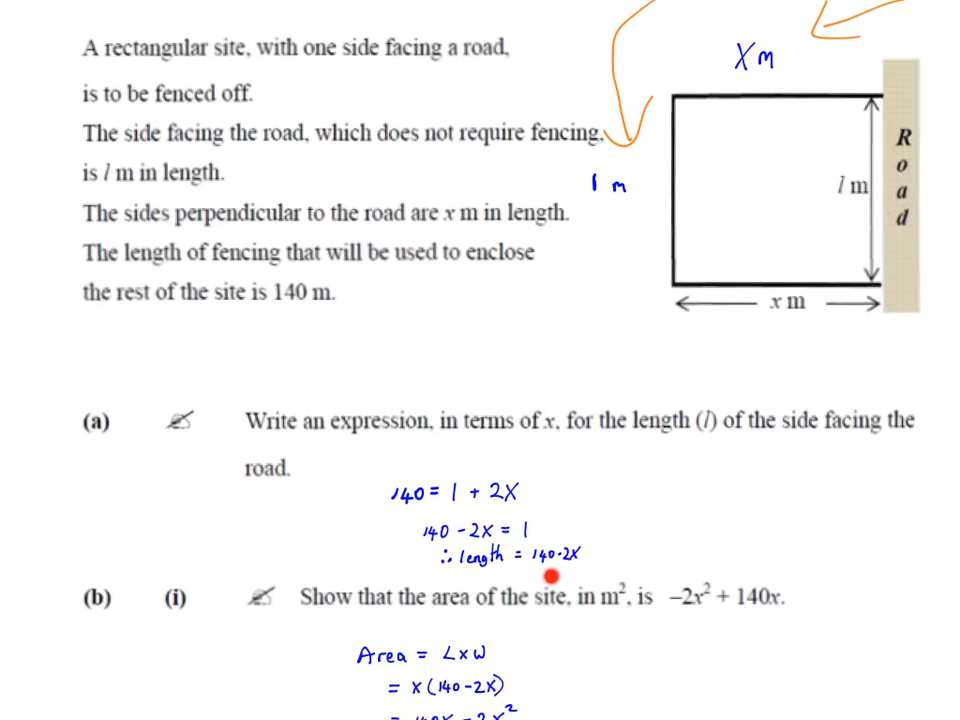 A rectangular site, with one side facing a road,
is to be fenced off.
The side facing the road, which does not require fencing,
is l m in length.
The sides perpendicular to the road are x m in length.
The length of fencing that will be used to enclose
the rest of the site is 140 m.
X m
l m
l m
R
o
a
d
x m
(a) Write an expression, in terms of x, for the length (l) of the side facing the
road.
140 = l + 2X
140 - 2X = l
∴ length = 140-2X
(b) (i) Show that the area of the site, in m², is –2x² + 140x.
Area = L x W
= X (140 - 2X)
= 140X - 2X²